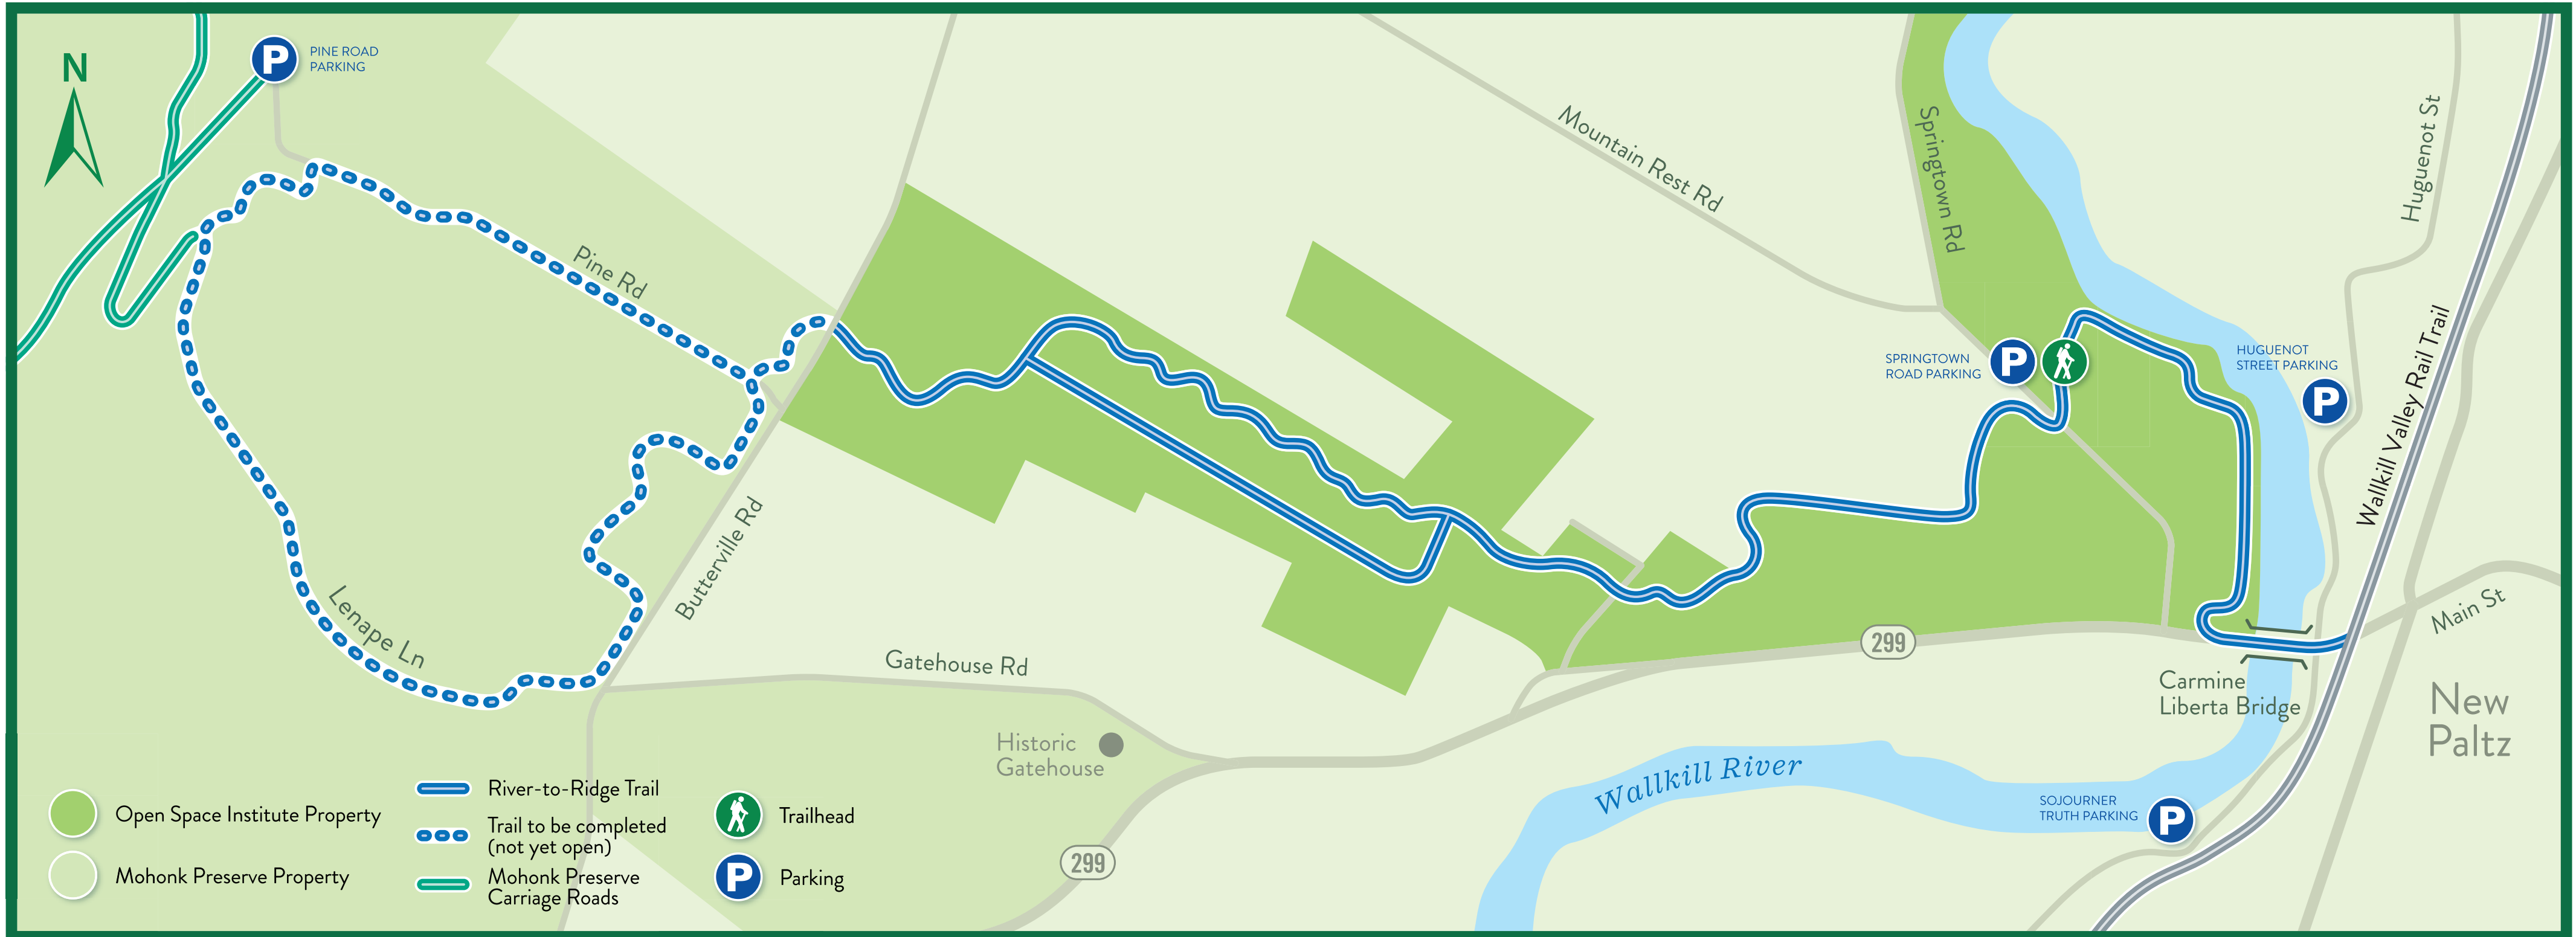 N
P
PINE ROAD
PARKING
Mountain Rest Rd
Springtown Rd
Huguenot St
Pine Rd
Wallkill Valley Rail Trail
SPRINGTOWN
ROAD PARKING
P
HUGUENOT
STREET PARKING
P
Butterville Rd
Lenape Ln
Gatehouse Rd
299
Main St
Carmine
Liberta Bridge
New
Paltz
Historic
Gatehouse
Wallkill River
SOJOURNER
TRUTH PARKING
P
299
Open Space Institute Property
Mohonk Preserve Property
River-to-Ridge Trail
Trail to be completed
(not yet open)
Mohonk Preserve
Carriage Roads
Trailhead
P
Parking